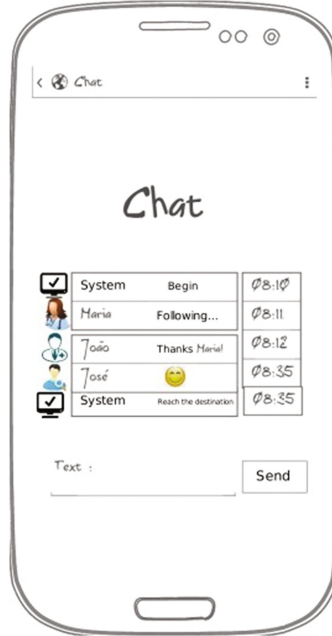 Chat
Chat
System Begin 08:10
Maria Following... 08:11
João Thanks Maria! 08:12
José 08:35
System Reach the destination 08:35
Text :
Send